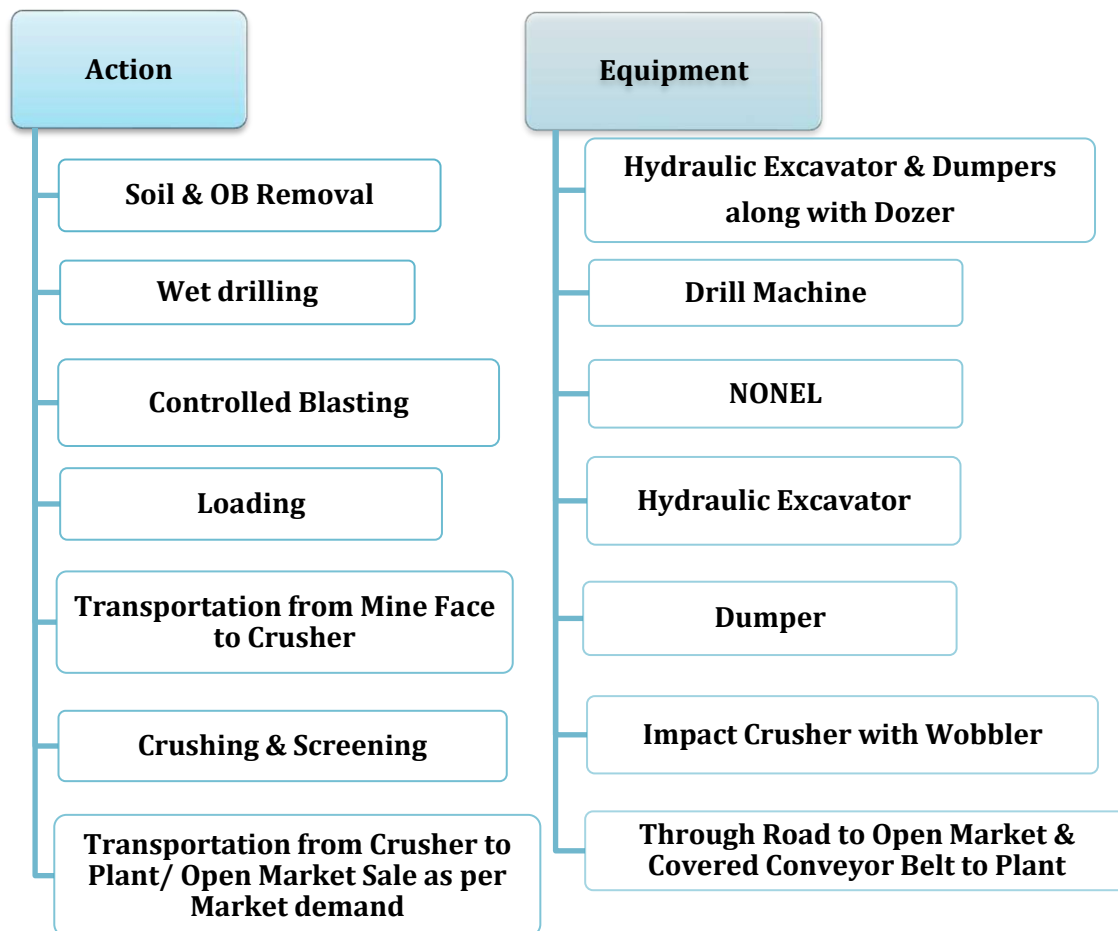 Action
Equipment
Soil & OB Removal
Hydraulic Excavator & Dumpers
along with Dozer
Wet drilling
Drill Machine
Controlled Blasting
NONEL
Loading
Hydraulic Excavator
Transportation from Mine Face
to Crusher
Dumper
Crushing & Screening
Impact Crusher with Wobbler
Transportation from Crusher to
Plant/ Open Market Sale as per
Market demand
Through Road to Open Market &
Covered Conveyor Belt to Plant